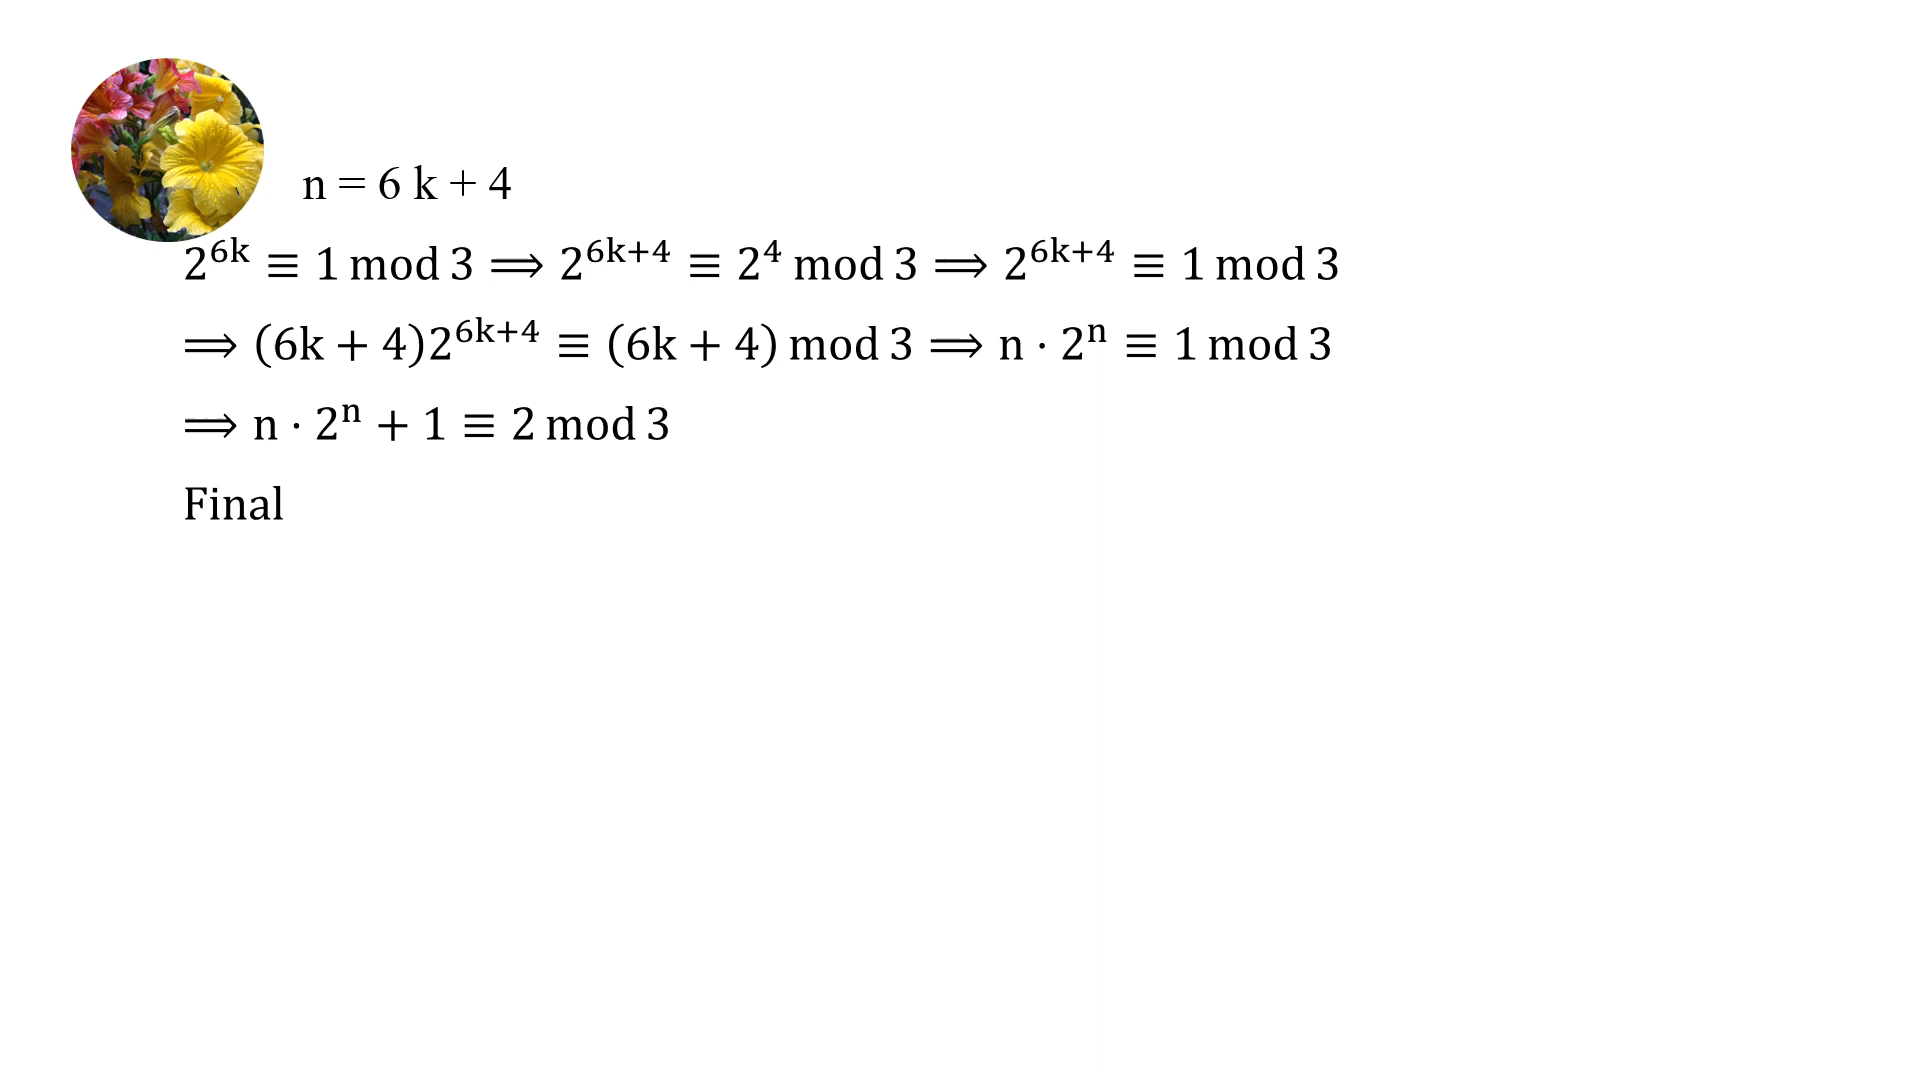 n = 6 k + 4
2^{6k} ≡ 1 mod 3 ⟹ 2^{6k+4} ≡ 2^4 mod 3 ⟹ 2^{6k+4} ≡ 1 mod 3
⟹ (6k + 4)2^{6k+4} ≡ (6k + 4) mod 3 ⟹ n · 2^n ≡ 1 mod 3
⟹ n · 2^n + 1 ≡ 2 mod 3
Final